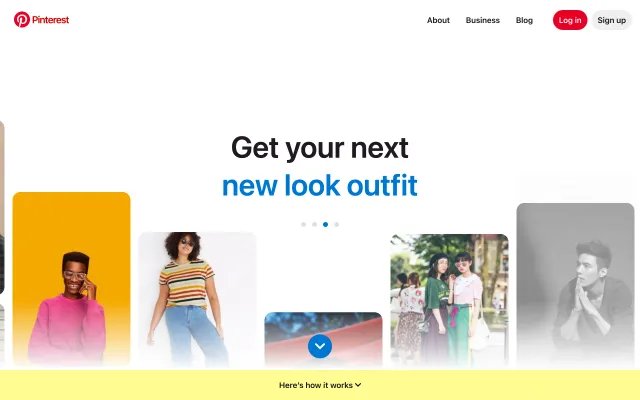 Pinterest
About
Business
Blog
Log in
Sign up
Get your next
new look outfit
Here's how it works